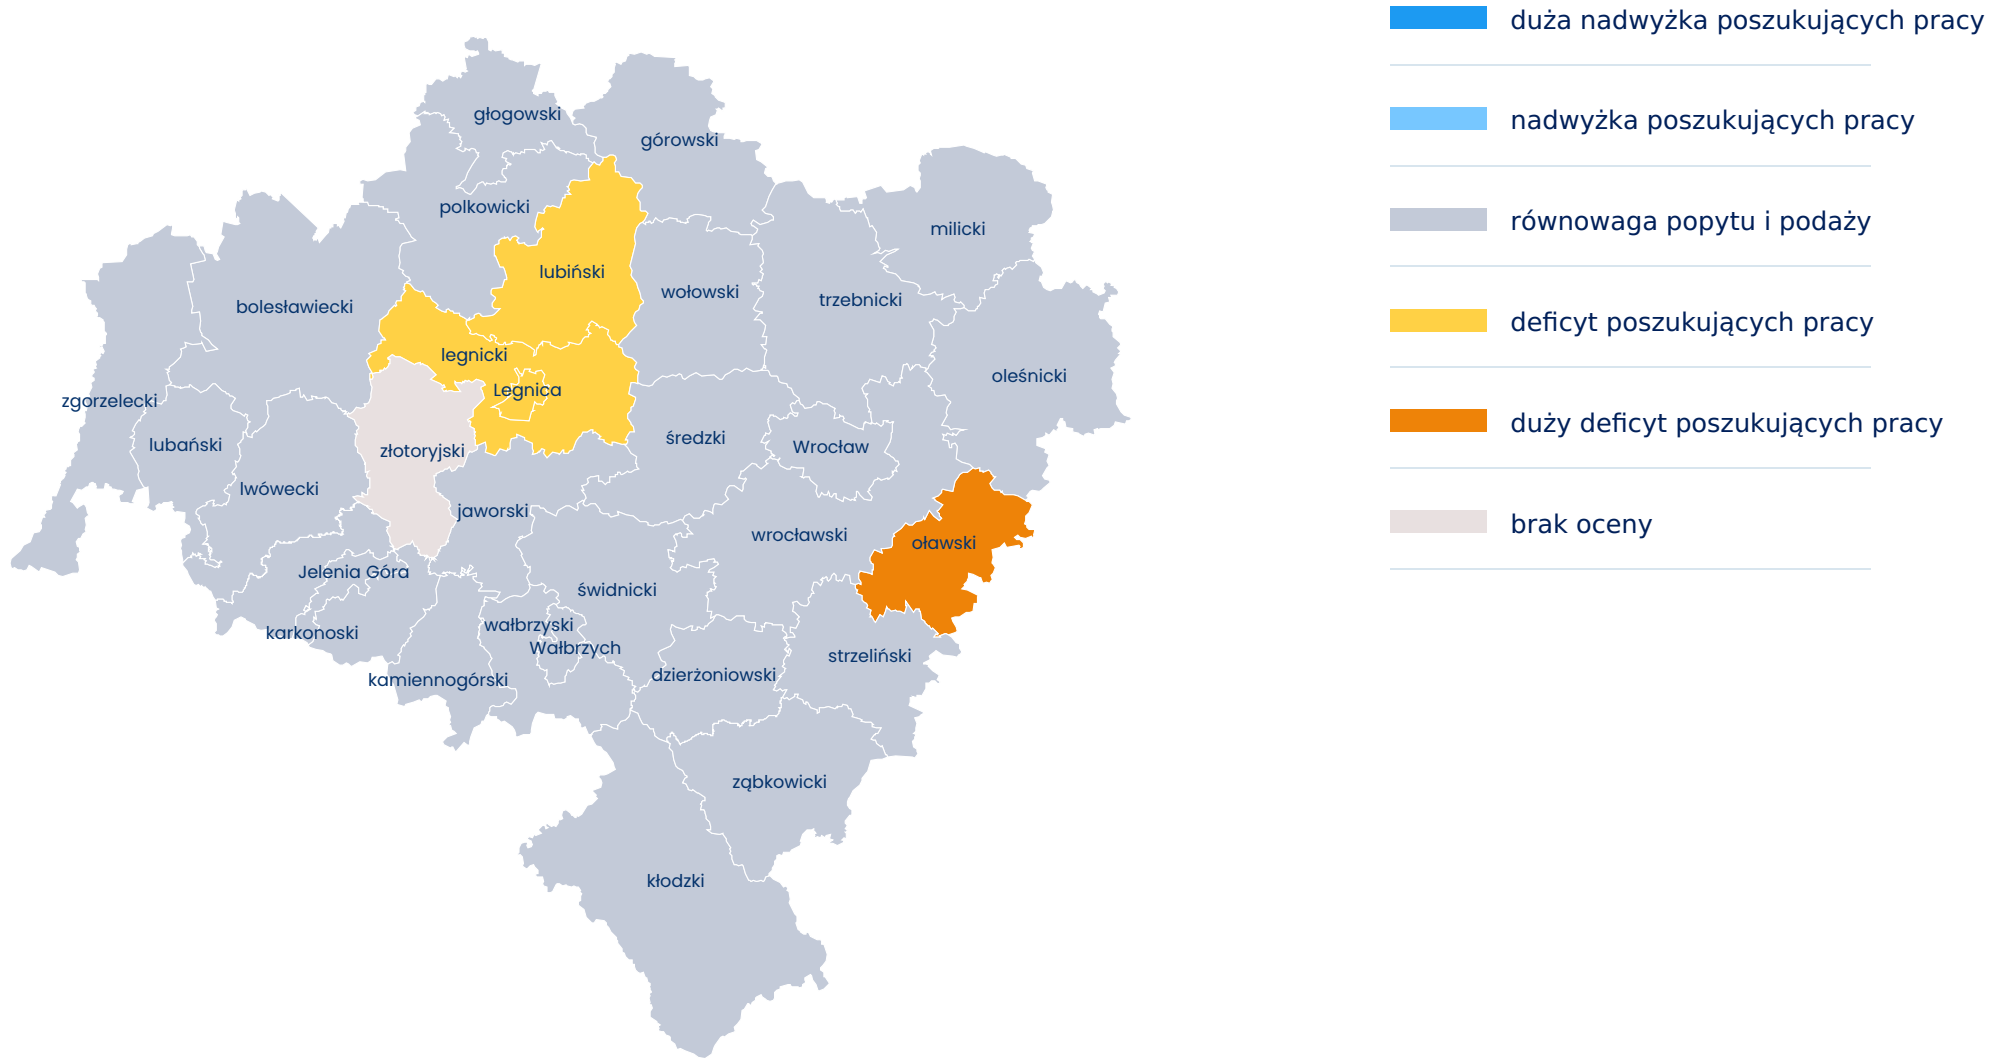 głogowski
górowski
polkowicki
milicki
lubiński
wołowski
trzebnicki
bolesławiecki
legnicki
oleśnicki
Legnica
zgorzelecki
średzki
lubański
Wrocław
złotoryjski
lwówecki
jaworski
wrocławski
oławski
Jelenia Góra
świdnicki
wałbrzyski
karkonoski
Wałbrzych
strzeliński
dzierżoniowski
kamiennogórski
ząbkowicki
kłodzki
duża nadwyżka poszukujących pracy
nadwyżka poszukujących pracy
równowaga popytu i podaży
deficyt poszukujących pracy
duży deficyt poszukujących pracy
brak oceny